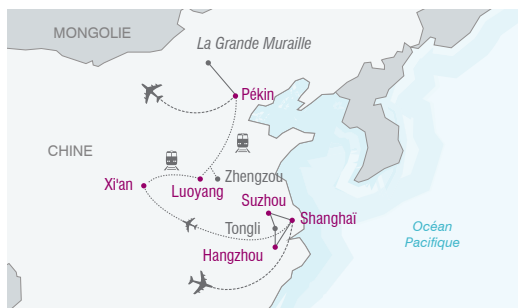 MONGOLIE
La Grande Muraille
Pékin
CHINE
Zhengzou
Xi'an
Luoyang
Suzhou
Shanghaï
Tongli
Océan
Pacifique
Hangzhou